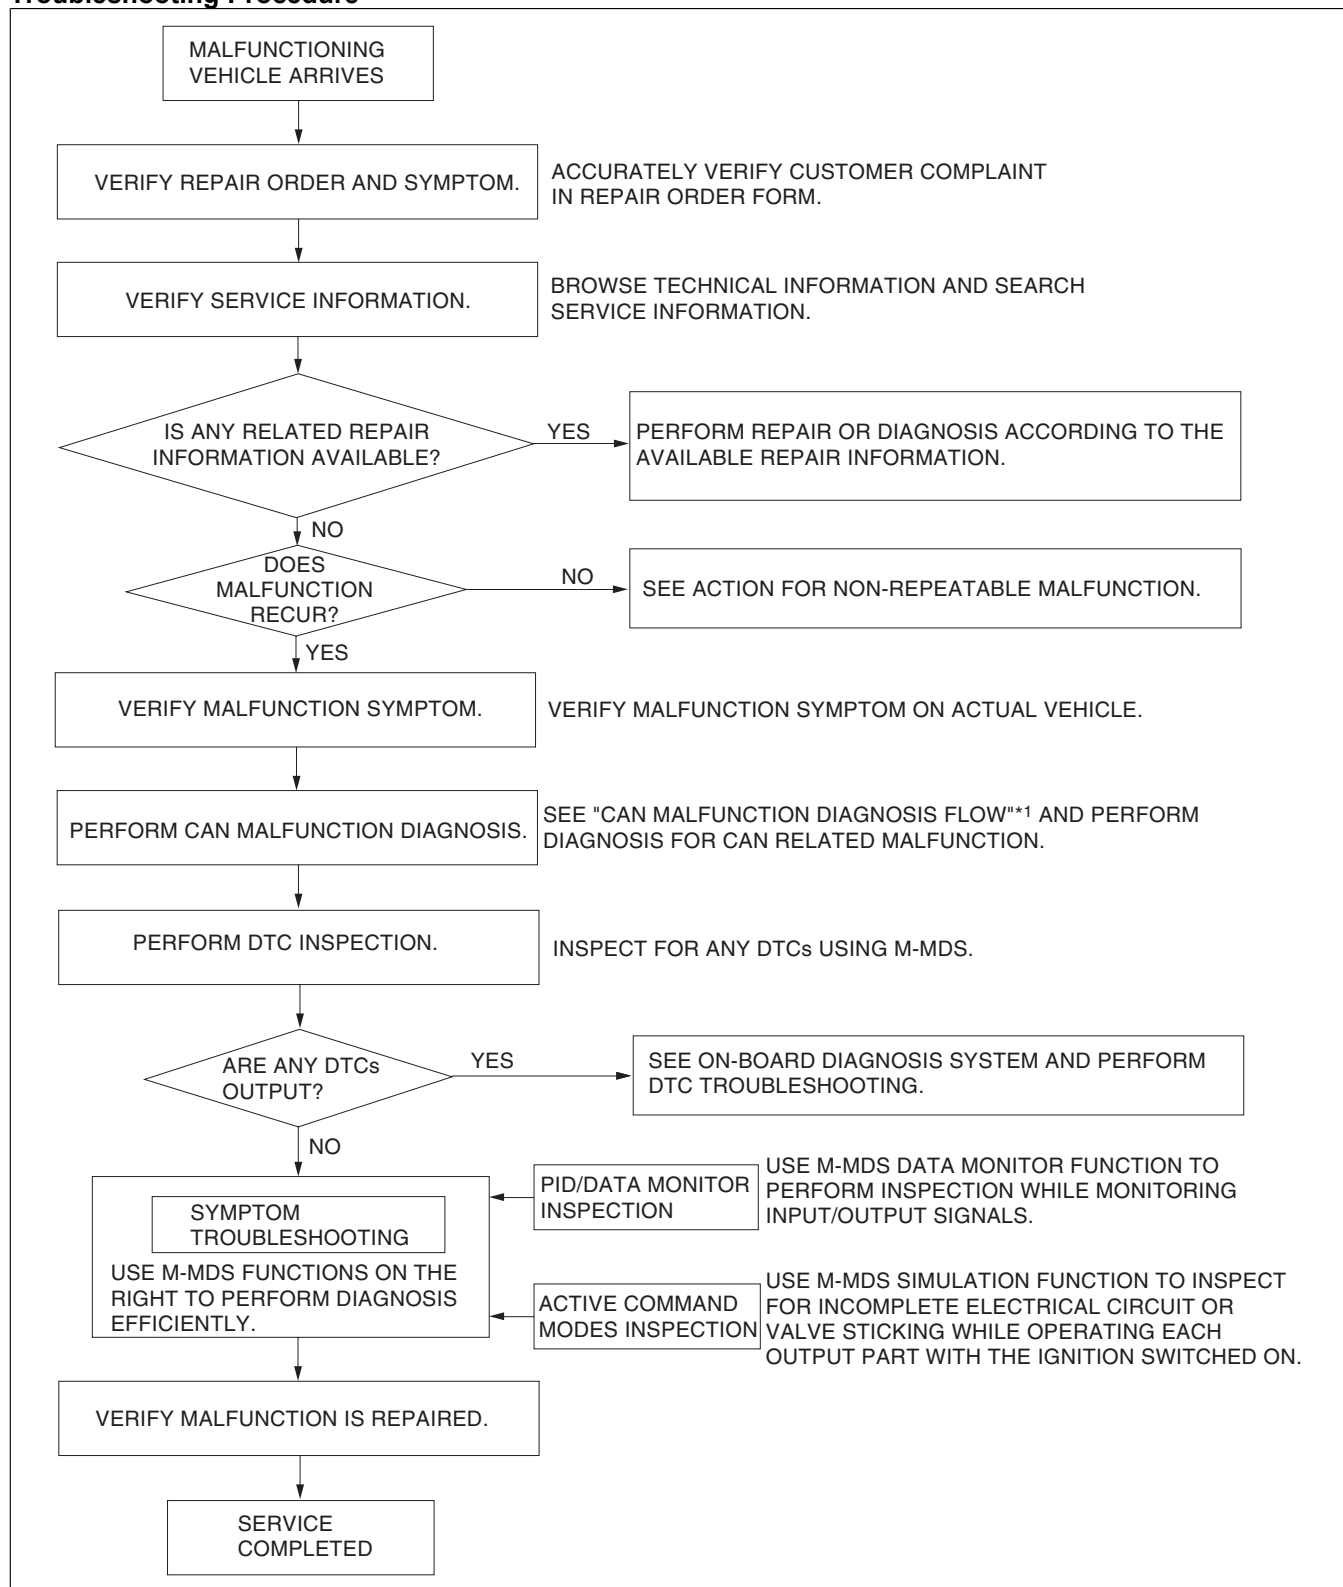 Troubleshooting Procedure
MALFUNCTIONING
VEHICLE ARRIVES
VERIFY REPAIR ORDER AND SYMPTOM.
ACCURATELY VERIFY CUSTOMER COMPLAINT
IN REPAIR ORDER FORM.
VERIFY SERVICE INFORMATION.
BROWSE TECHNICAL INFORMATION AND SEARCH
SERVICE INFORMATION.
IS ANY RELATED REPAIR
INFORMATION AVAILABLE?
YES
PERFORM REPAIR OR DIAGNOSIS ACCORDING TO THE
AVAILABLE REPAIR INFORMATION.
NO
DOES
MALFUNCTION
RECUR?
NO
SEE ACTION FOR NON-REPEATABLE MALFUNCTION.
YES
VERIFY MALFUNCTION SYMPTOM.
VERIFY MALFUNCTION SYMPTOM ON ACTUAL VEHICLE.
PERFORM CAN MALFUNCTION DIAGNOSIS.
SEE "CAN MALFUNCTION DIAGNOSIS FLOW"*1 AND PERFORM
DIAGNOSIS FOR CAN RELATED MALFUNCTION.
PERFORM DTC INSPECTION.
INSPECT FOR ANY DTCs USING M-MDS.
ARE ANY DTCs
OUTPUT?
YES
SEE ON-BOARD DIAGNOSIS SYSTEM AND PERFORM
DTC TROUBLESHOOTING.
NO
SYMPTOM
TROUBLESHOOTING
USE M-MDS FUNCTIONS ON THE
RIGHT TO PERFORM DIAGNOSIS
EFFICIENTLY.
PID/DATA MONITOR
INSPECTION
USE M-MDS DATA MONITOR FUNCTION TO
PERFORM INSPECTION WHILE MONITORING
INPUT/OUTPUT SIGNALS.
ACTIVE COMMAND
MODES INSPECTION
USE M-MDS SIMULATION FUNCTION TO INSPECT
FOR INCOMPLETE ELECTRICAL CIRCUIT OR
VALVE STICKING WHILE OPERATING EACH
OUTPUT PART WITH THE IGNITION SWITCHED ON.
VERIFY MALFUNCTION IS REPAIRED.
SERVICE
COMPLETED